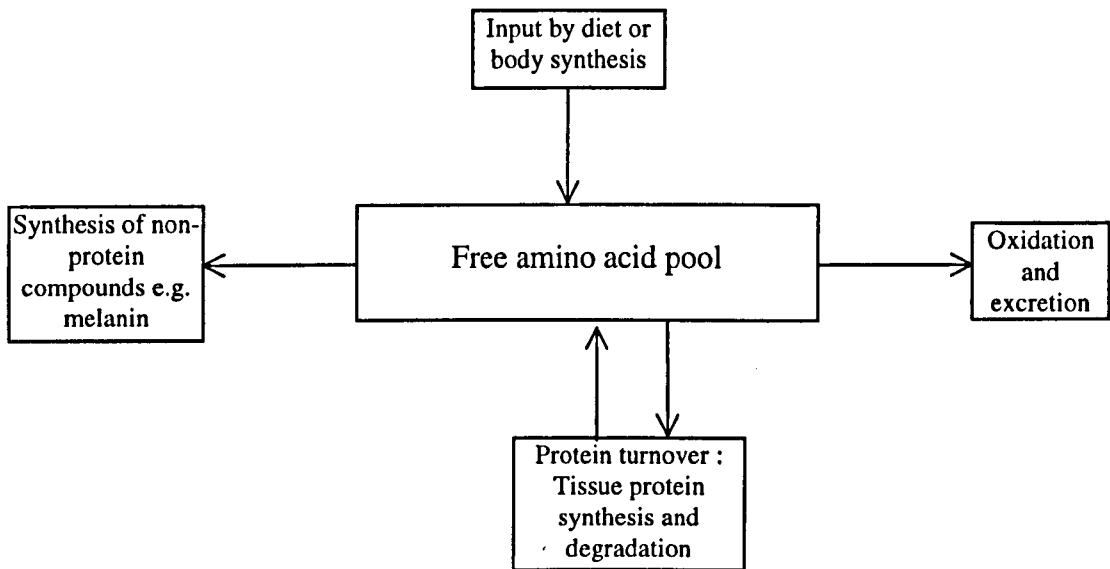 Input by diet or
body synthesis
Synthesis of non-
protein
compounds e.g.
melanin
Free amino acid pool
Oxidation
and
excretion
Protein turnover :
Tissue protein
synthesis and
degradation